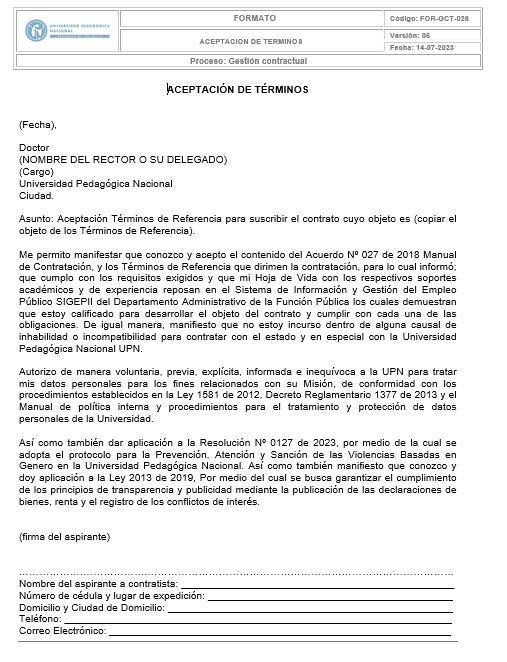 UNIVERSIDAD PEDAGÓGICA
NACIONAL
FORMATO
Código: FOR-GCT-028
ACEPTACION DE TERMINOS
Versión: 05
Fecha: 14-07-2023
Proceso: Gestión contractual
ACEPTACIÓN DE TÉRMINOS
(Fecha),
Doctor
(NOMBRE DEL RECTOR O SU DELEGADO)
(Cargo)
Universidad Pedagógica Nacional
Ciudad.
Asunto: Aceptación Términos de Referencia para suscribir el contrato cuyo objeto es (copiar el
objeto de los Términos de Referencia).
Me permito manifestar que conozco y acepto el contenido del Acuerdo Nº 027 de 2018 Manual
de Contratación, y los Términos de Referencia que dirimen la contratación, para lo cual informó;
que cumplo con los requisitos exigidos y que mi Hoja de Vida con los respectivos soportes
académicos y de experiencia reposan en el Sistema de Información y Gestión del Empleo
Público SIGEPII del Departamento Administrativo de la Función Pública los cuales demuestran
que estoy calificado para desarrollar el objeto del contrato y cumplir con cada una de las
obligaciones. De igual manera, manifiesto que no estoy incurso dentro de alguna causal de
inhabilidad o incompatibilidad para contratar con el estado y en especial con la Universidad
Pedagógica Nacional UPN.
Autorizo de manera voluntaria, previa, explícita, informada e inequívoca a la UPN para tratar
mis datos personales para los fines relacionados con su Misión, de conformidad con los
procedimientos establecidos en la Ley 1581 de 2012, Decreto Reglamentario 1377 de 2013 y el
Manual de política interna y procedimientos para el tratamiento y protección de datos
personales de la Universidad.
Así como también dar aplicación a la Resolución Nº 0127 de 2023, por medio de la cual se
adopta el protocolo para la Prevención, Atención y Sanción de las Violencias Basadas en
Genero en la Universidad Pedagógica Nacional. Así como también manifiesto que conozco y
doy aplicación a la Ley 2013 de 2019, Por medio del cual se busca garantizar el cumplimiento
de los principios de transparencia y publicidad mediante la publicación de las declaraciones de
bienes, renta y el registro de los conflictos de interés.
(firma del aspirante)
Nombre del aspirante a contratista:
Número de cédula y lugar de expedición:
Domicilio y Ciudad de Domicilio:
Teléfono:
Correo Electrónico: